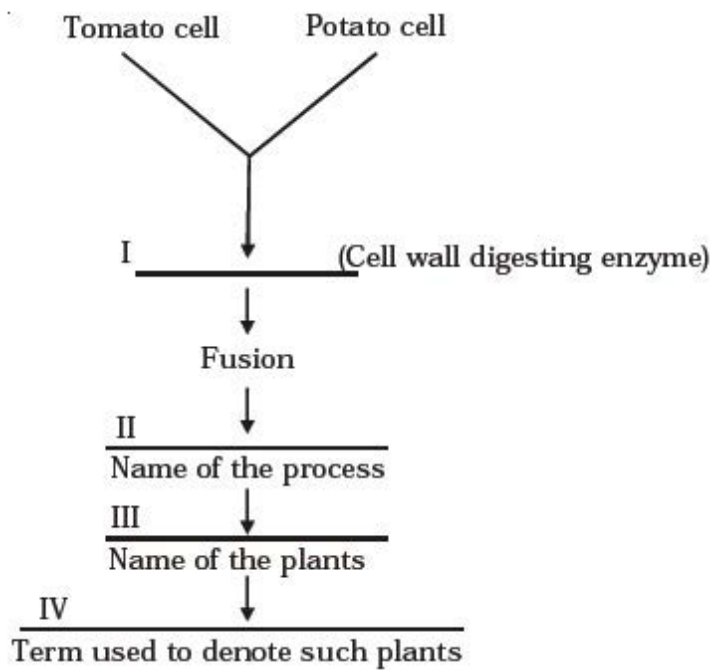 Tomato cell Potato cell
I (Cell wall digesting enzyme)
Fusion
II
Name of the process
III
Name of the plants
IV
Term used to denote such plants